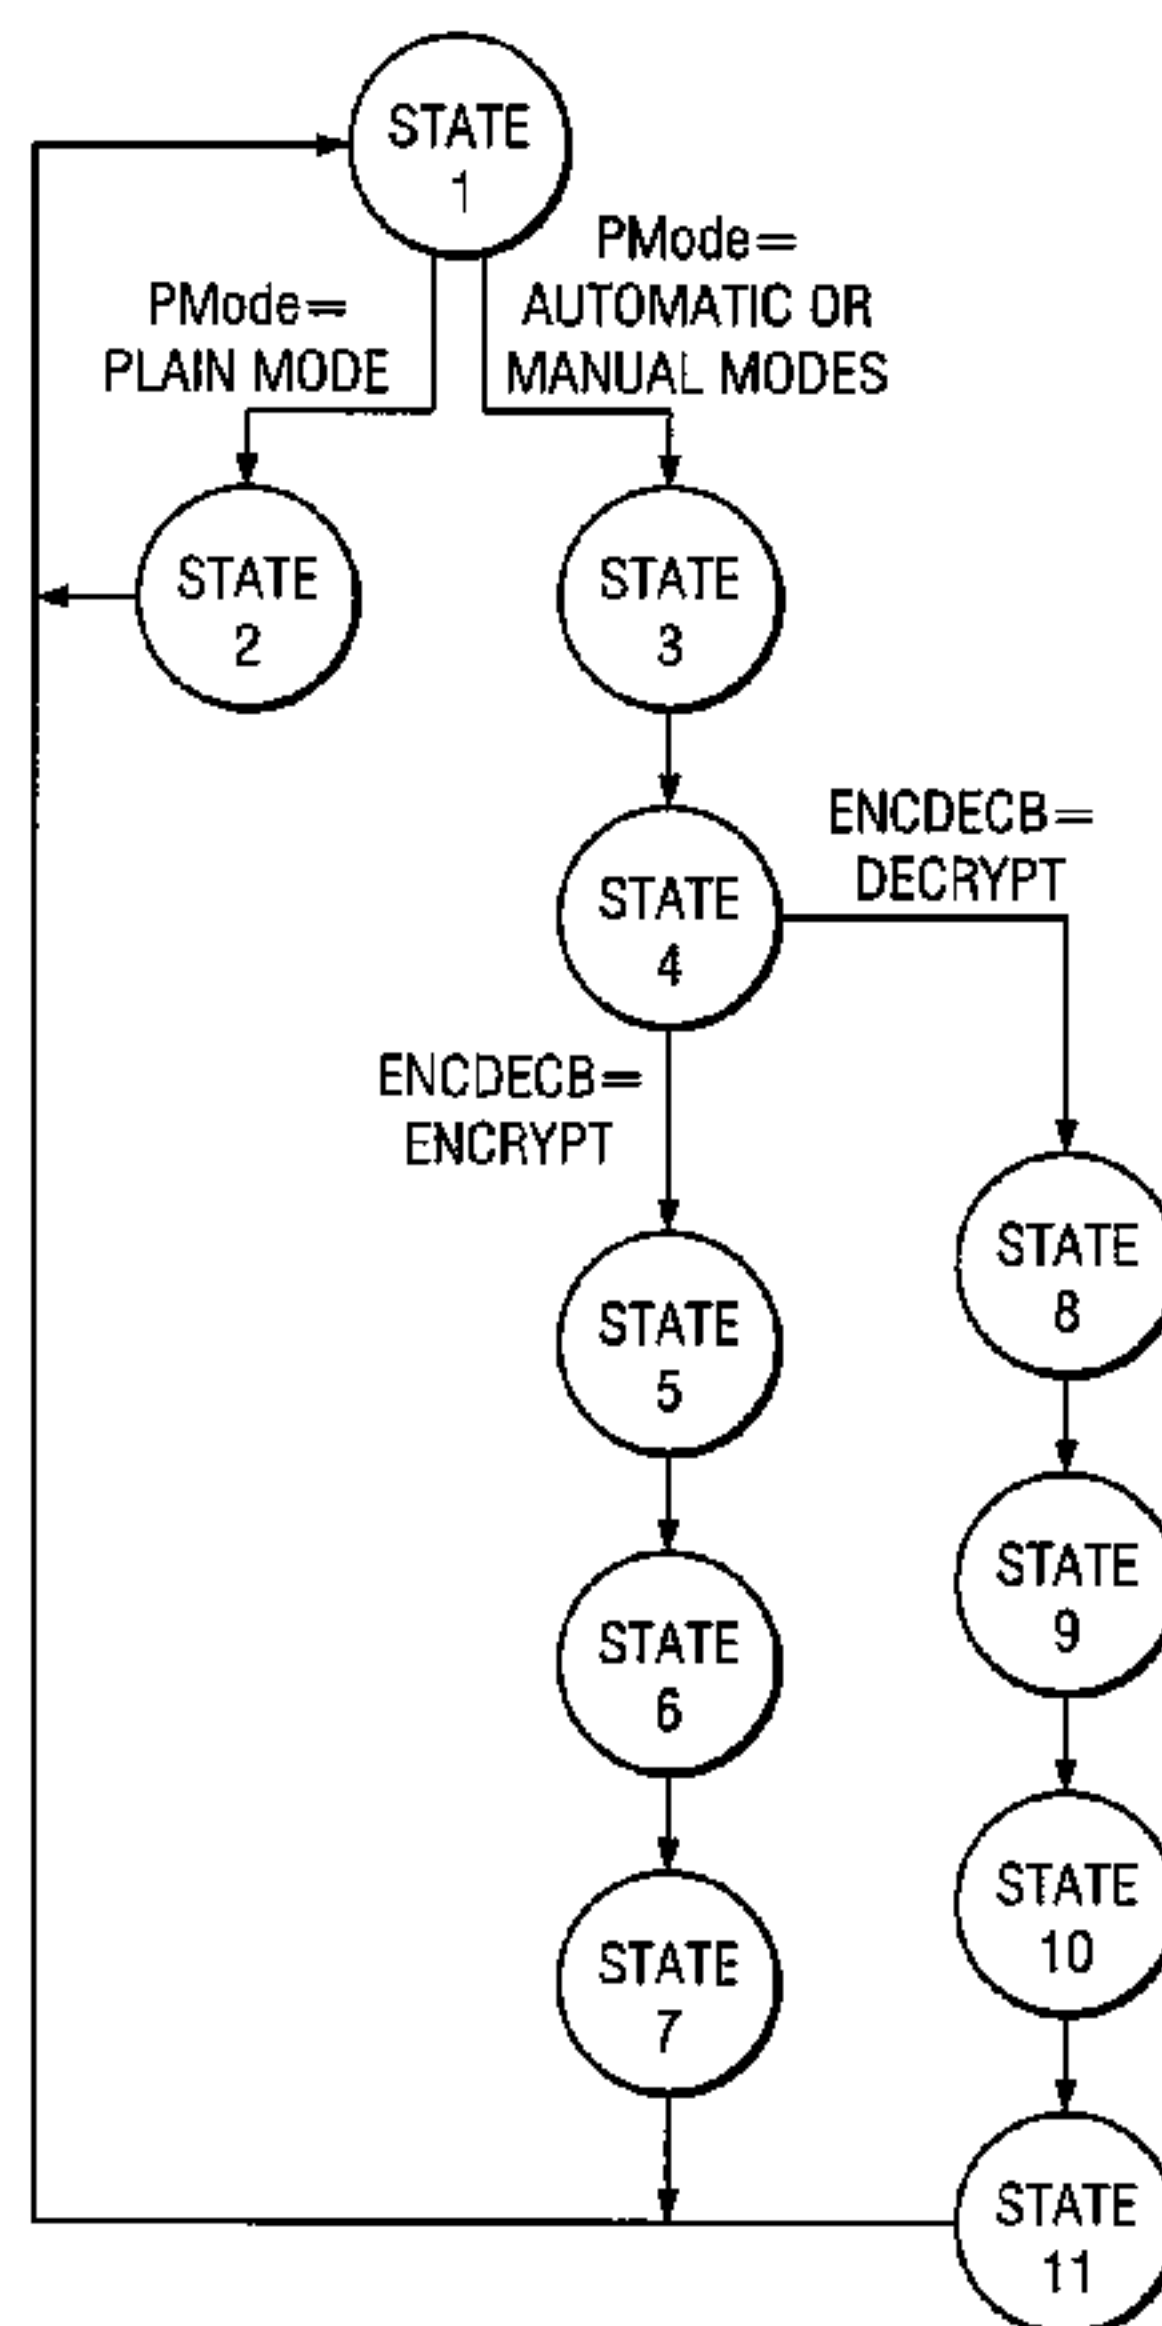 STATE
1
PMode=
PLAIN MODE
PMode=
AUTOMATIC OR
MANUAL MODES
STATE
2
STATE
3
STATE
4
ENCDECB=
DECRYPT
ENCDECB=
ENCRYPT
STATE
5
STATE
6
STATE
7
STATE
8
STATE
9
STATE
10
STATE
11